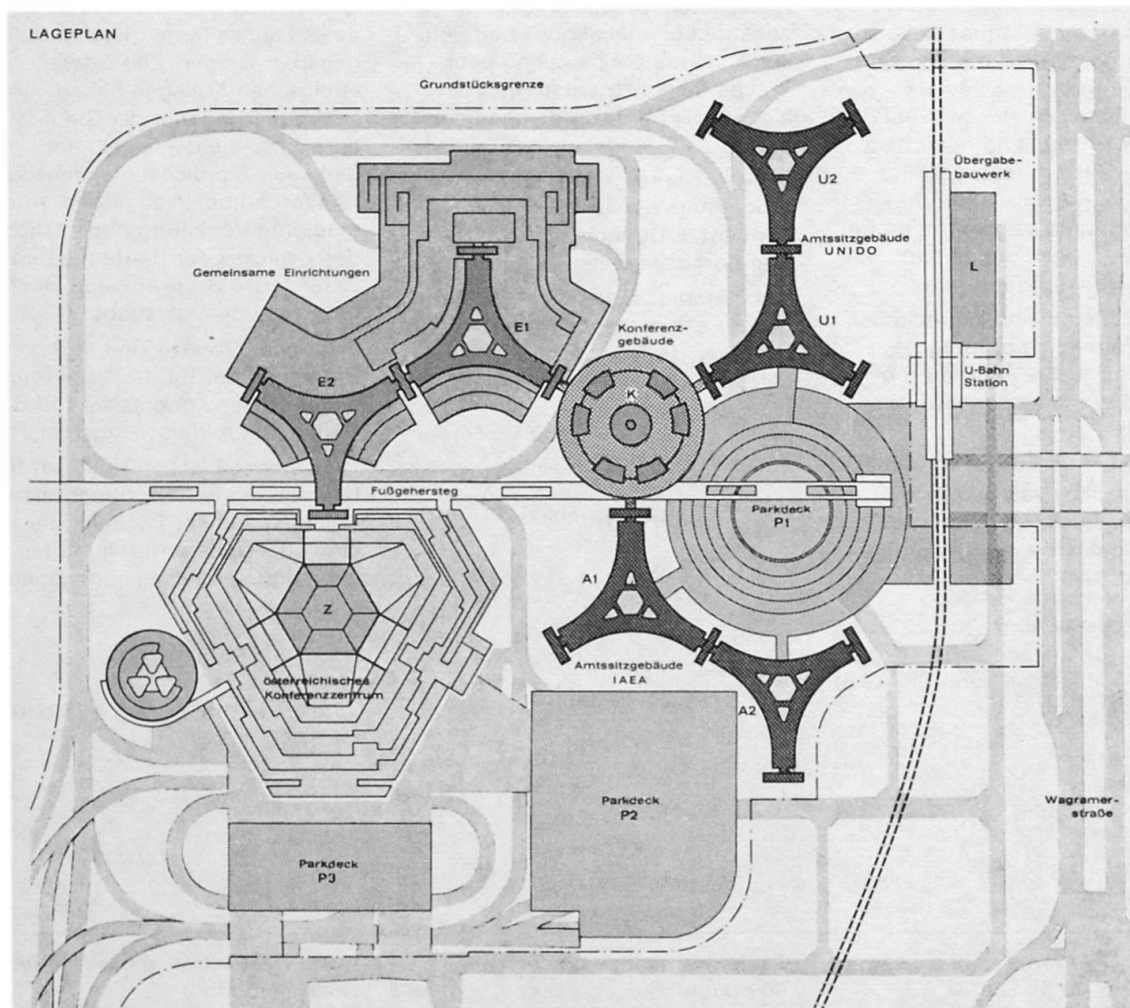 LAGEPLAN
Grundstücksgrenze
U2
Übergabe-
bauwerk
Amtssitzgebäude
UNIDO
L
Gemeinsame Einrichtungen
E1
Konferenz-
gebäude
U1
U-Bahn
Station
E2
K
Fußgehersteg
Parkdeck
P1
A1
Z
Amtssitzgebäude
IAEA
österreichisches
Konferenzzentrum
A2
Parkdeck
P2
Wagramer-
straße
Parkdeck
P3